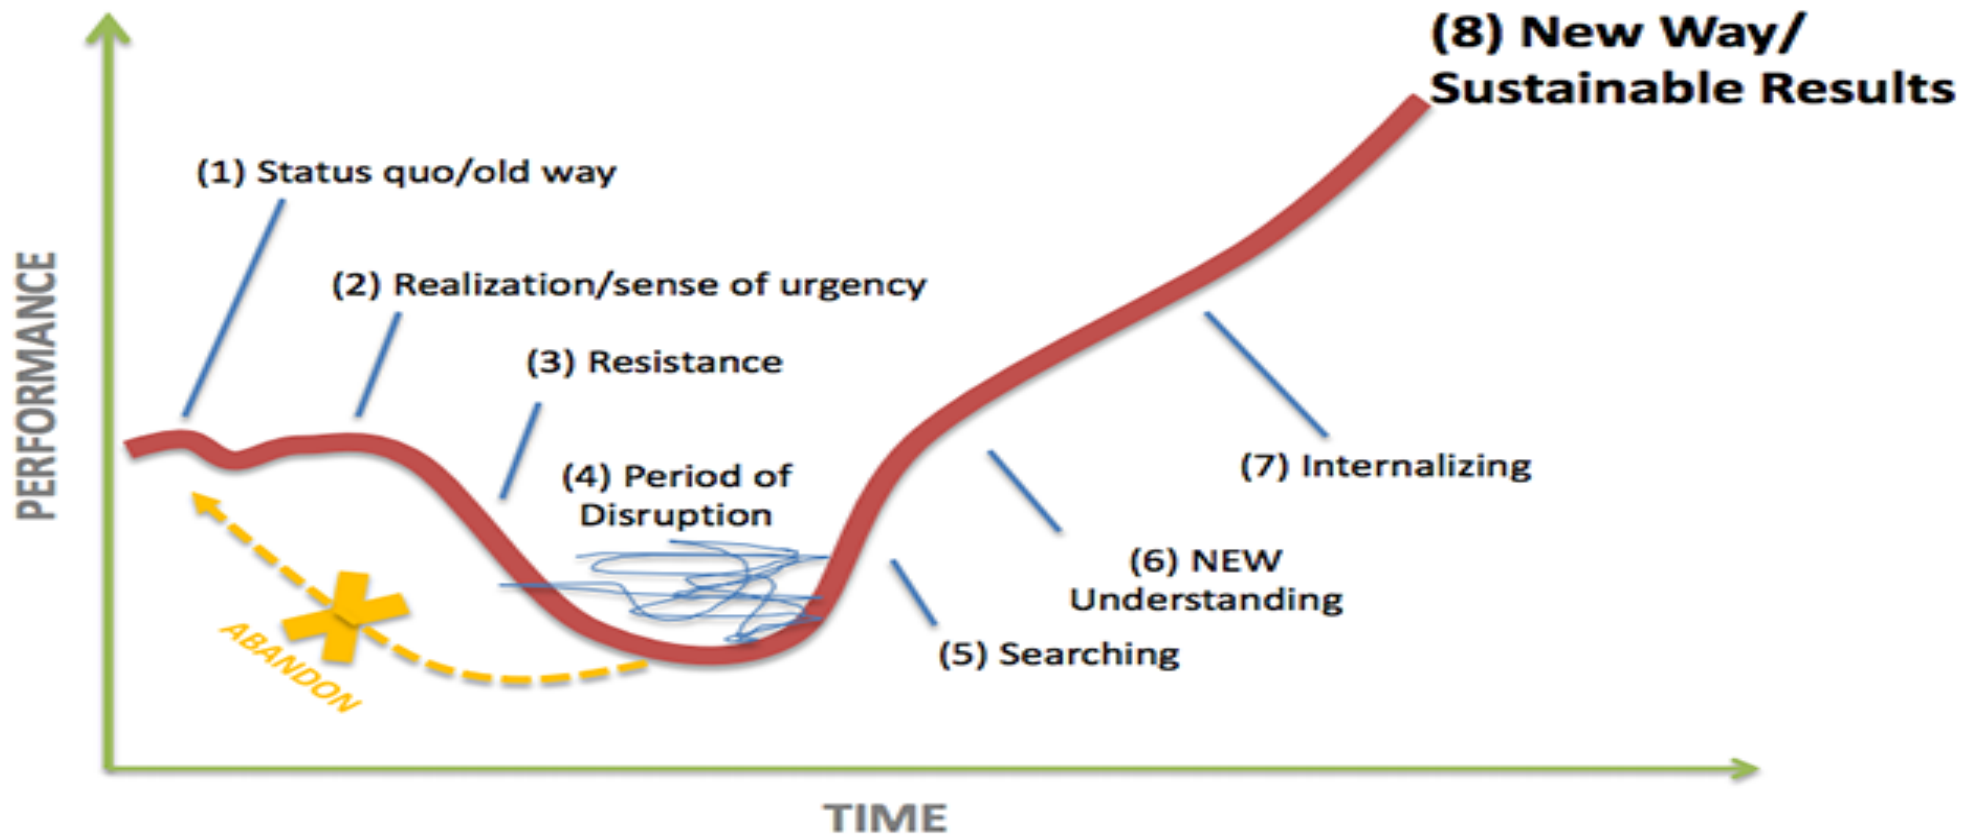 (8) New Way/
Sustainable Results
(1) Status quo/old way
(2) Realization/sense of urgency
(3) Resistance
(4) Period of
Disruption
(7) Internalizing
(6) NEW
Understanding
(5) Searching
ABANDON
PERFORMANCE
TIME